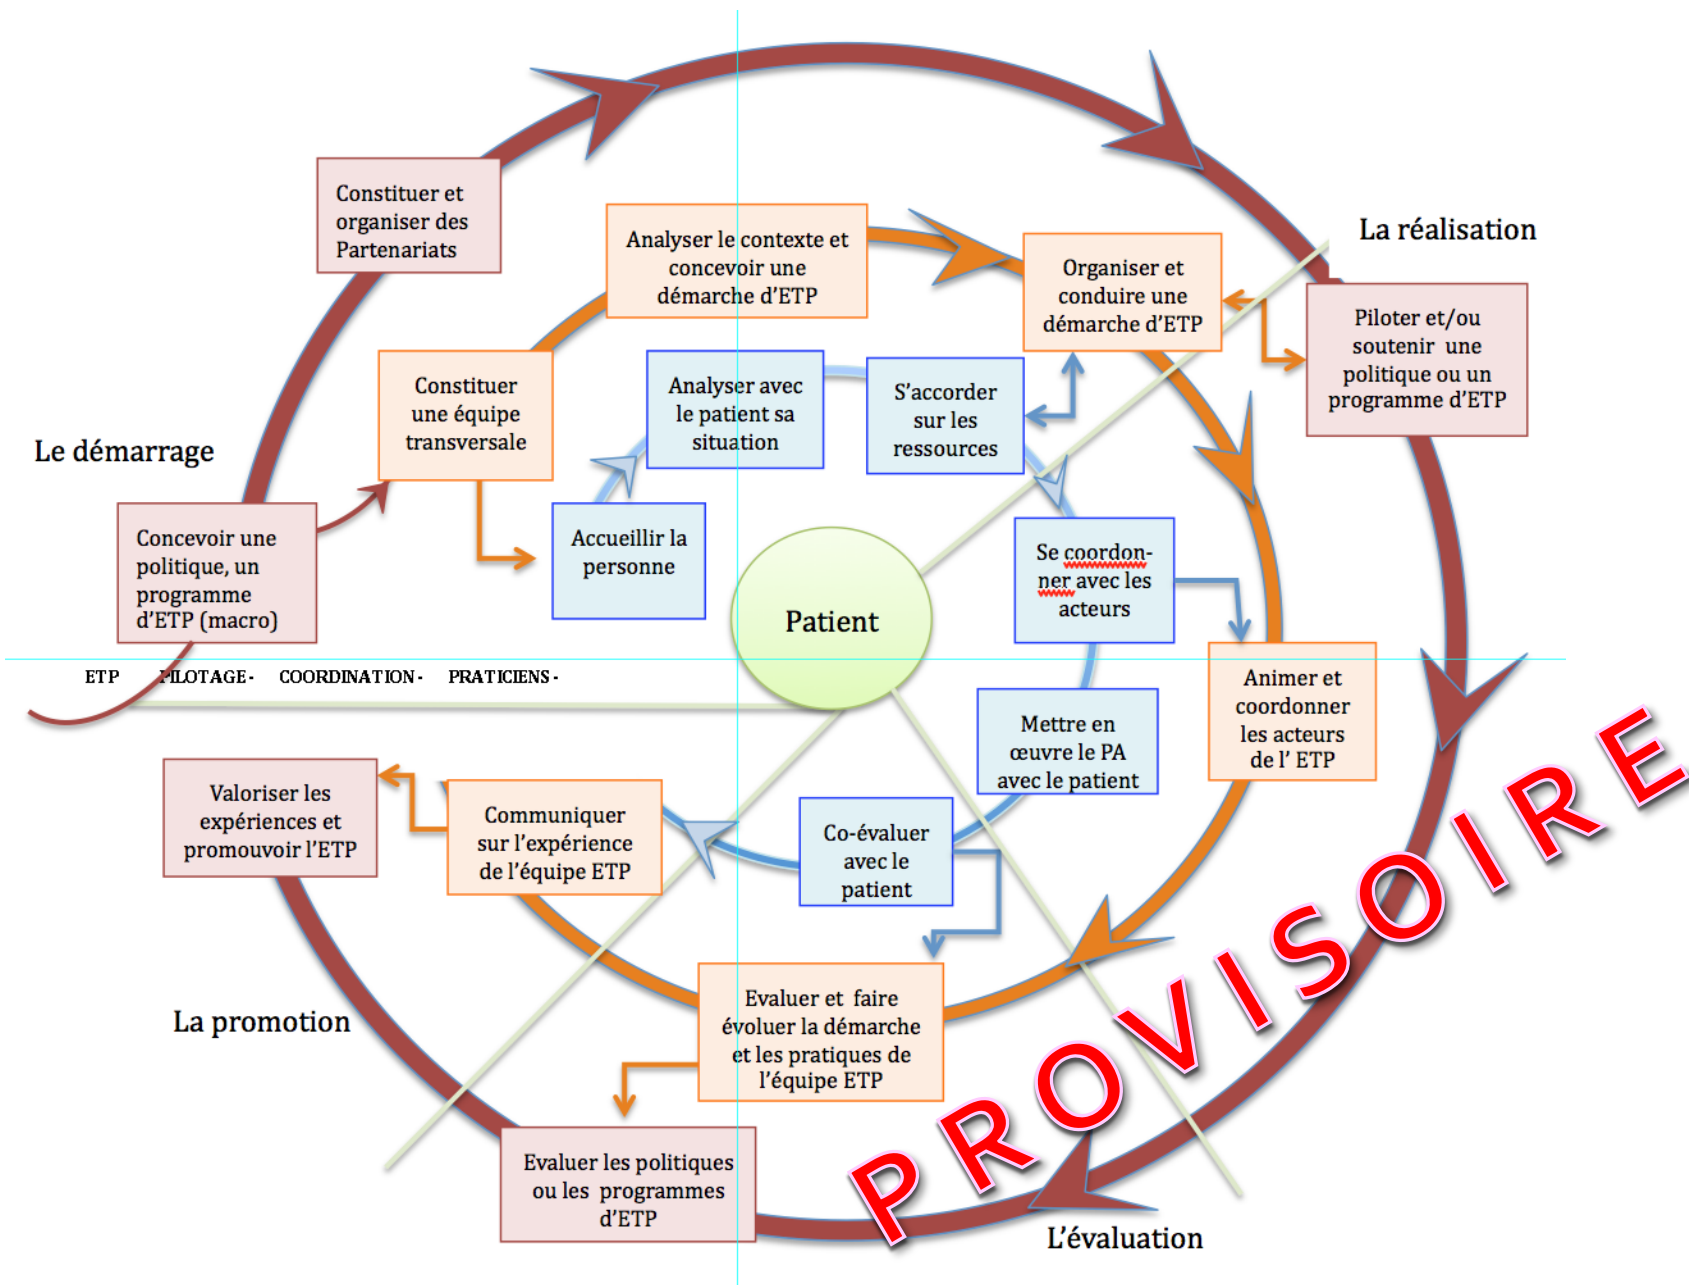 Constituer et
organiser des
Partenariats
Analyser le contexte et
concevoir une
démarche d'ETP
Organiser et
conduire une
démarche d'ETP
La réalisation
Piloter et/ou
soutenir une
politique ou un
programme d'ETP
Constituer
une équipe
transversale
Analyser avec
le patient sa
situation
S'accorder
sur les
ressources
Le démarrage
Concevoir une
politique, un
programme
d'ETP (macro)
Accueillir la
personne
Se coordon-
ner avec les
acteurs
Patient
ETP PILOTAGE- COORDINATION- PRATICIENS-
Animer et
coordonner
les acteurs
de l' ETP
Mettre en
œuvre le PA
avec le patient
Valoriser les
expériences et
promouvoir l'ETP
Communiquer
sur l'expérience
de l'équipe ETP
Co-évaluer
avec le
patient
La promotion
Evaluer et faire
évoluer la démarche
et les pratiques de
l'équipe ETP
Evaluer les politiques
ou les programmes
d'ETP
L'évaluation
PROVISOIRE